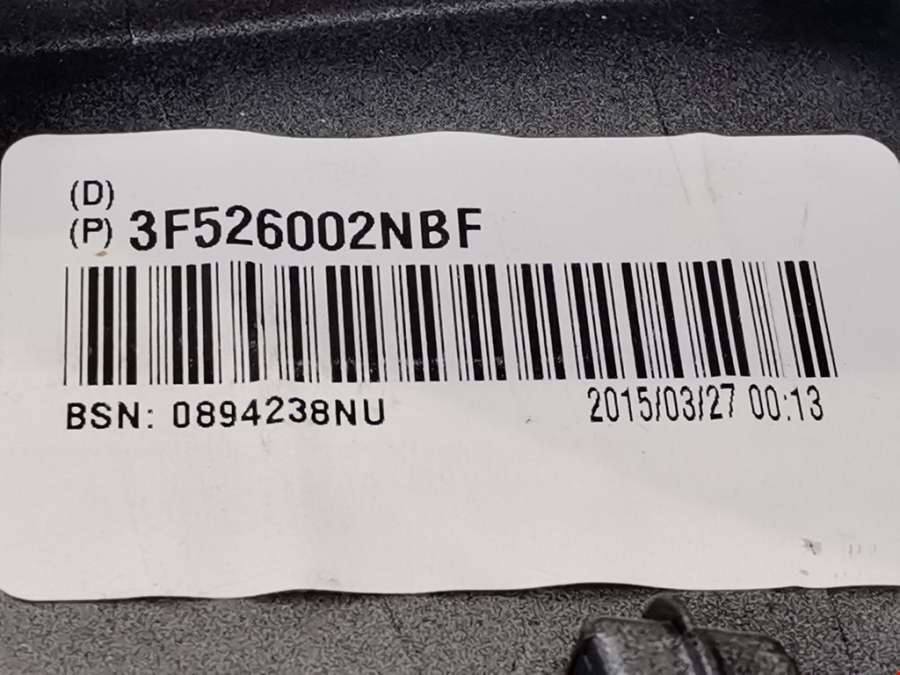 (D)
(P) 3F526002NBF
BSN: 0894238NU 2015/03/27 00:13